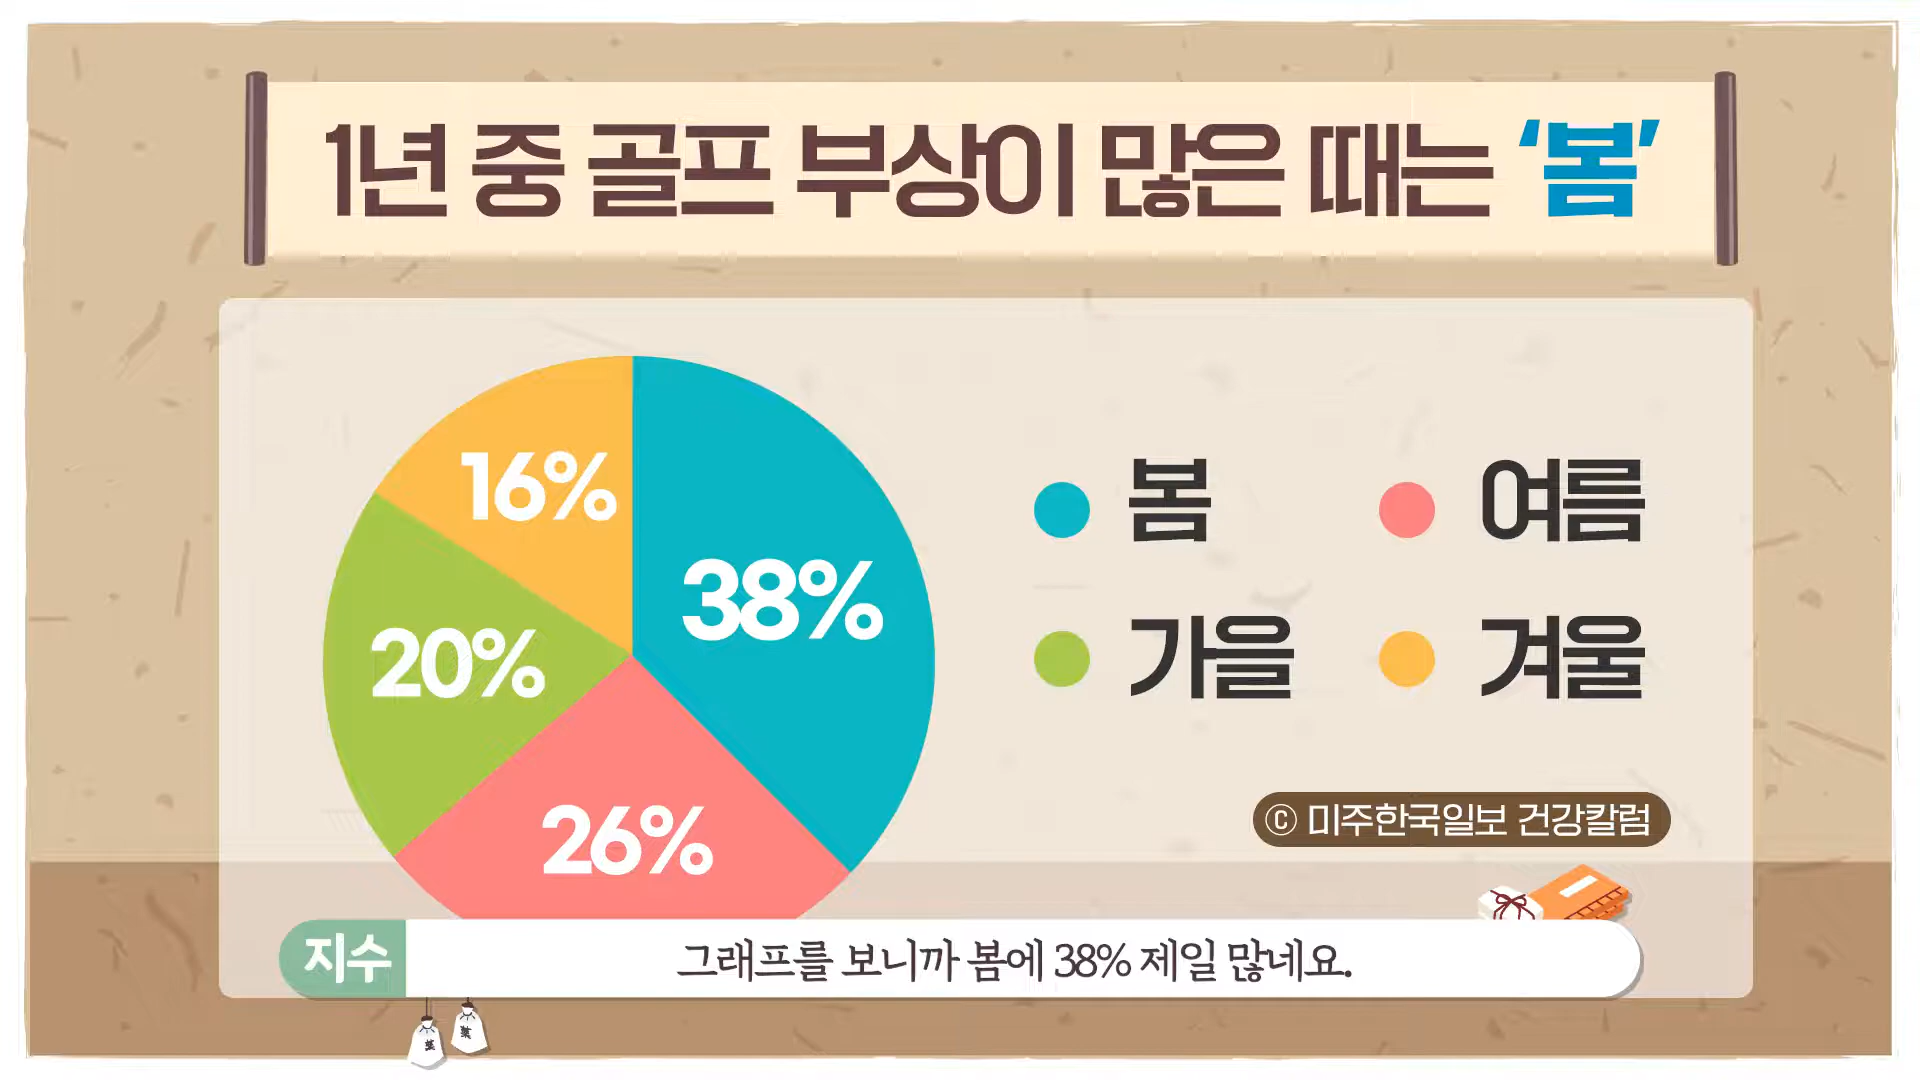 1년 중 골프 부상이 많은 때는 ‘봄’
16%
38%
20%
26%
봄
여름
가을
겨울
ⓒ 미주한국일보 건강칼럼
지수
그래프를 보니까 봄에 38% 제일 많네요.